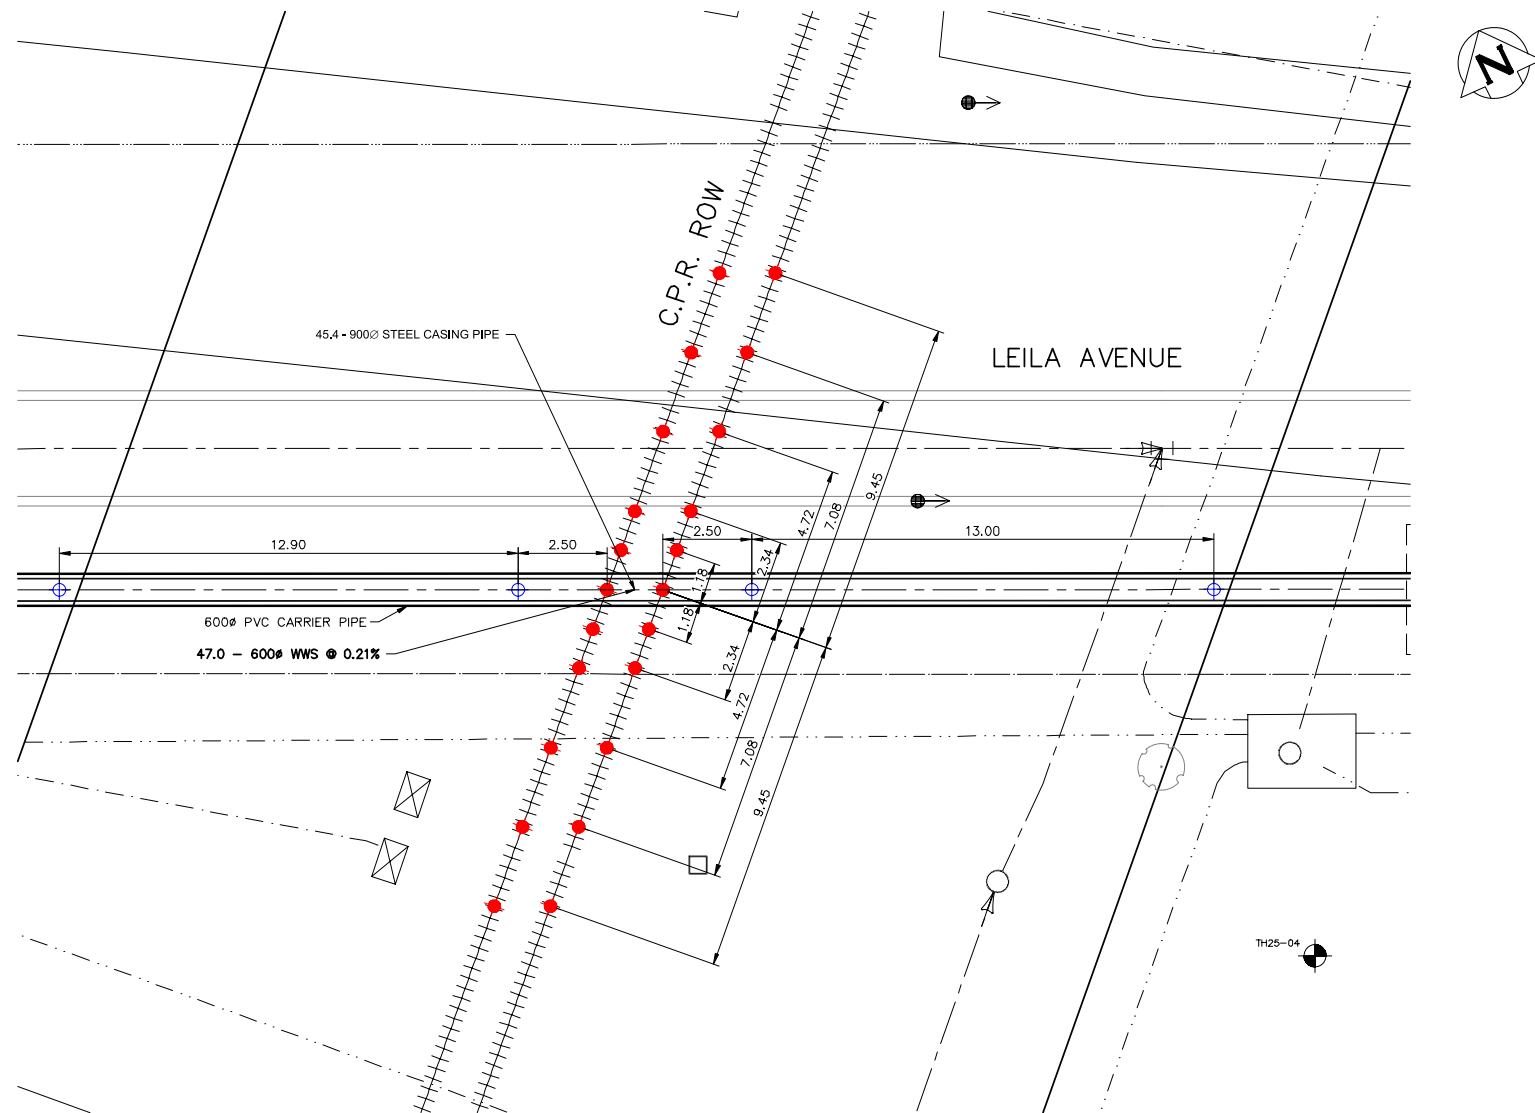 N
C.P.R. ROW
45.4 - 900∅ STEEL CASING PIPE
LEILA AVENUE
9.45
7.08
4.72
2.34
1.18
12.90
2.50
2.50
13.00
600ø PVC CARRIER PIPE
47.0 - 600ø WWS @ 0.21%
1.18
2.34
4.72
7.08
9.45
TH25-04